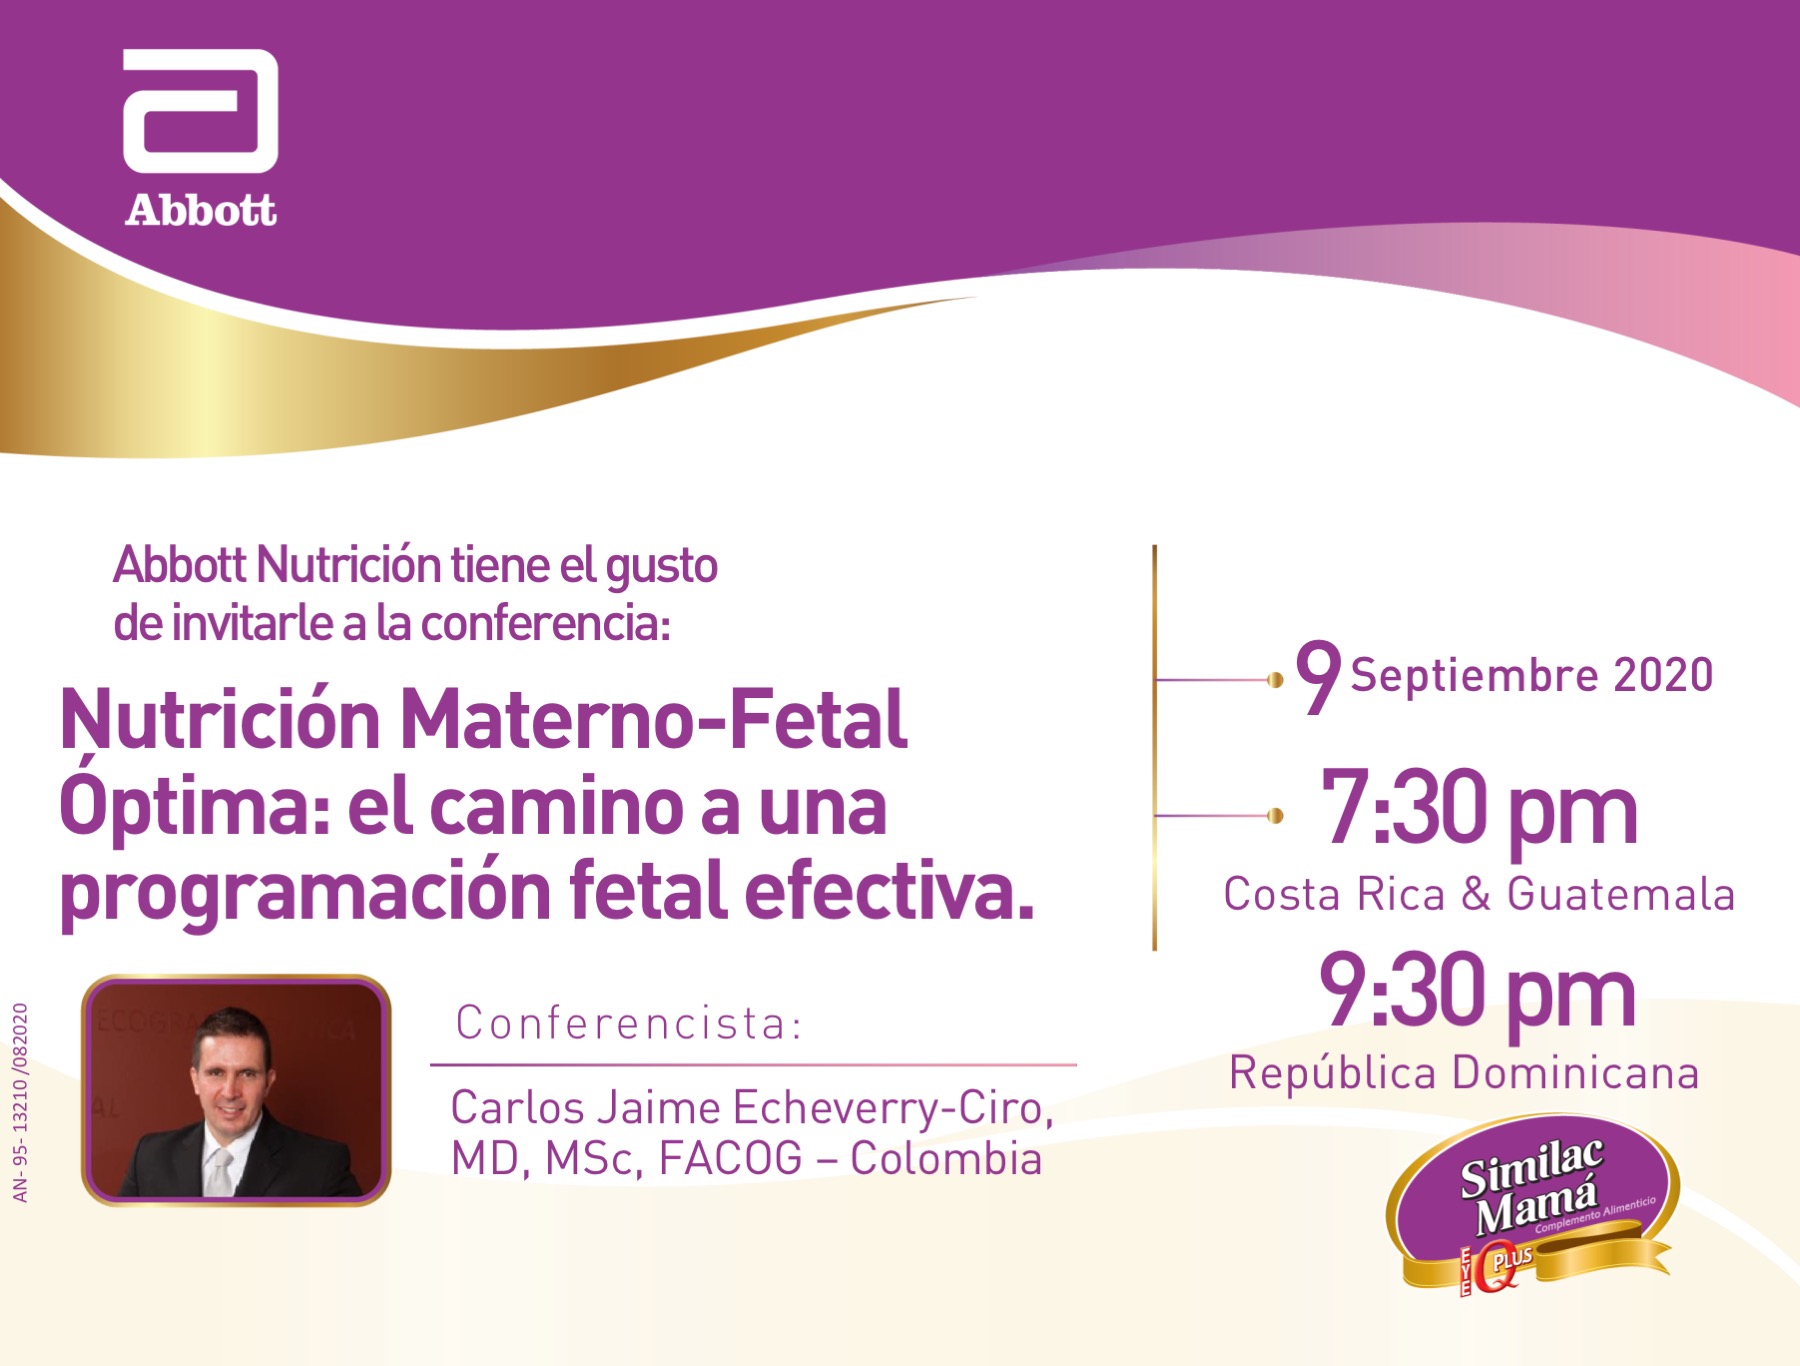 Abbott
Abbott Nutrición tiene el gusto
de invitarle a la conferencia:
Nutrición Materno-Fetal
Óptima: el camino a una
programación fetal efectiva.
Conferencista:
Carlos Jaime Echeverry-Ciro,
MD, MSc, FACOG – Colombia
9 Septiembre 2020
7:30 pm
Costa Rica & Guatemala
9:30 pm
República Dominicana
Similac
Mamá
Complemento Alimenticio
EYE IQ PLUS
AN- 95- 13210 /082020